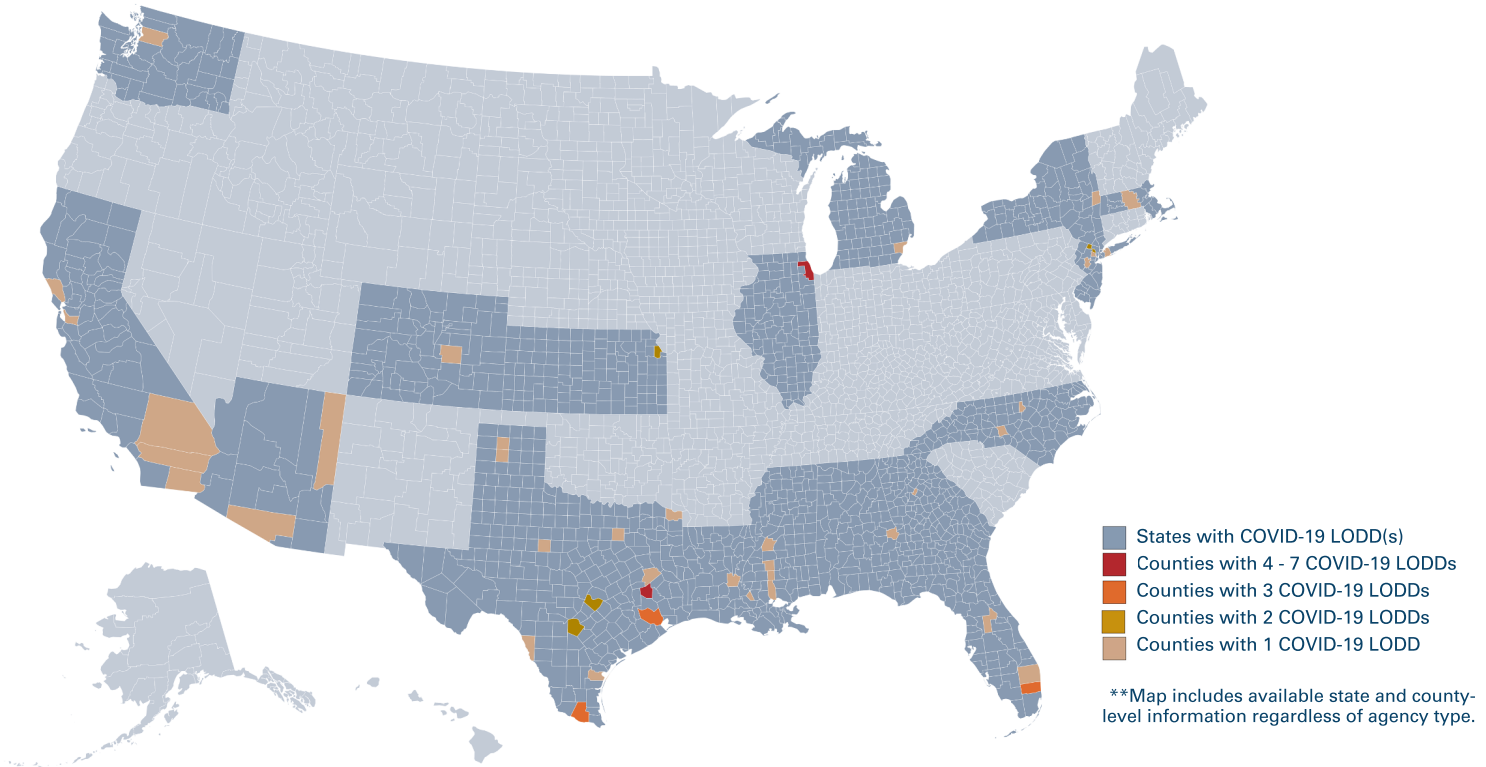 States with COVID-19 LODD(s)
Counties with 4 - 7 COVID-19 LODDs
Counties with 3 COVID-19 LODDs
Counties with 2 COVID-19 LODDs
Counties with 1 COVID-19 LODD
**Map includes available state and county-
level information regardless of agency type.